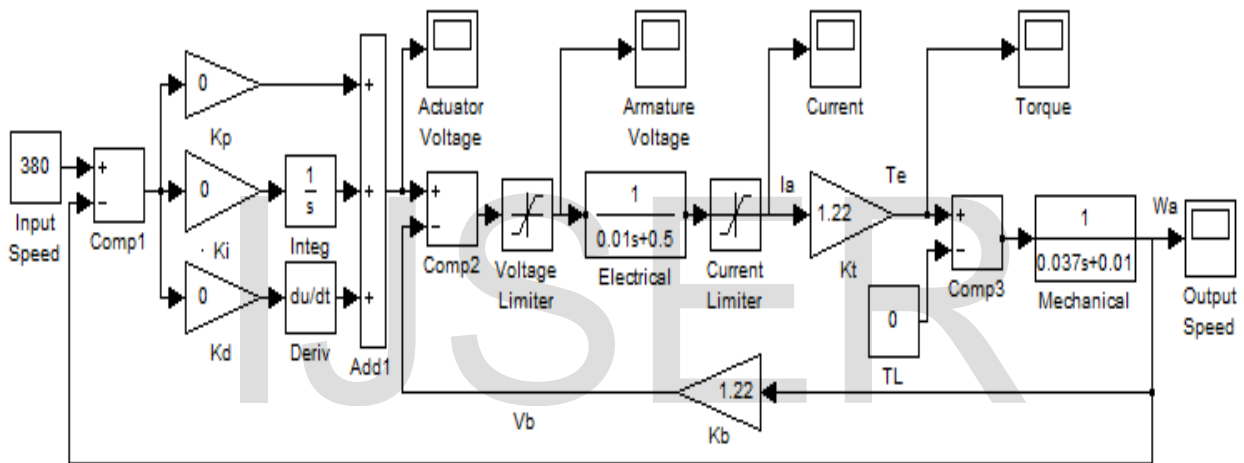 Actuator
Voltage
Armature
Voltage
Current
Torque
0
Kp
380
Input
Speed
+
−
Comp1
0
. Ki
1
s
Integ
0
Kd
du/dt
Deriv
+
+
+
Add1
+
−
Comp2
Voltage
Limiter
1
0.01s+0.5
Electrical
Current
Limiter
Ia
1.22
Kt
Te
+
−
Comp3
0
TL
1
0.037s+0.01
Mechanical
Wa
Output
Speed
1.22
Kb
Vb
IJSER